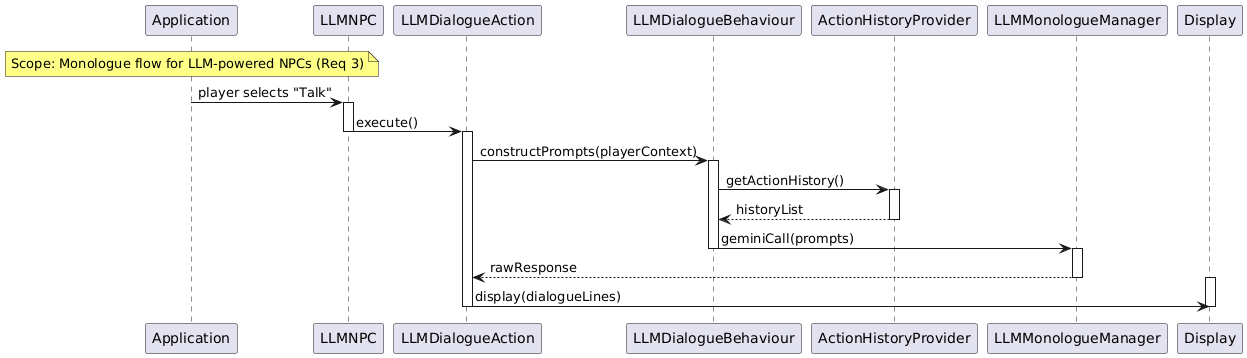 Application LLMNPC LLMDialogueAction LLMDialogueBehaviour ActionHistoryProvider LLMMonologueManager Display
Scope: Monologue flow for LLM-powered NPCs (Req 3)
player selects "Talk"
execute()
constructPrompts(playerContext)
getActionHistory()
historyList
geminiCall(prompts)
rawResponse
display(dialogueLines)
Application LLMNPC LLMDialogueAction LLMDialogueBehaviour ActionHistoryProvider LLMMonologueManager Display